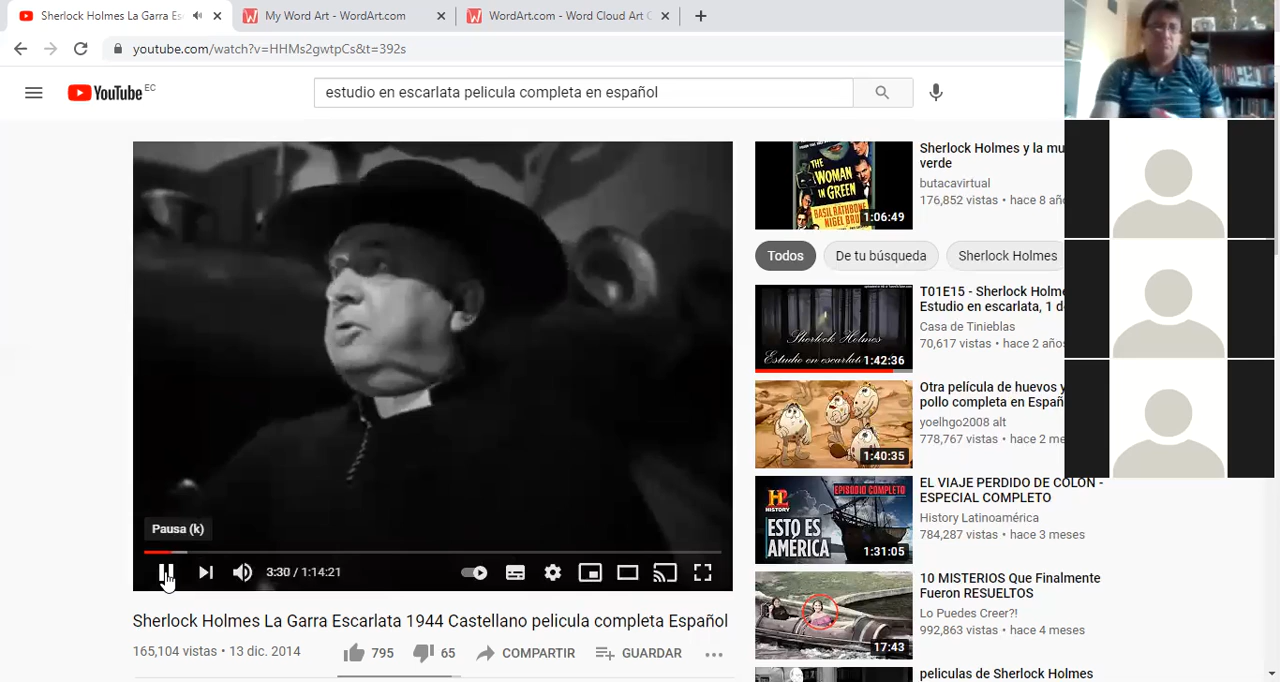 Sherlock Holmes La Garra Es
My Word Art - WordArt.com
WordArt.com - Word Cloud Art C
youtube.com/watch?v=HHMs2gwtpCs&t=392s
YouTube EC
estudio en escarlata pelicula completa en español
Pausa (k)
3:30 / 1:14:21
Sherlock Holmes La Garra Escarlata 1944 Castellano pelicula completa Español
165,104 vistas • 13 dic. 2014
795
65
COMPARTIR
GUARDAR
THE
WOMAN
IN GREEN
BASIL RATHBONE
1:06:49
Sherlock Holmes y la mu
verde
butacavirtual
176,852 vistas • hace 8 año
Todos
De tu búsqueda
Sherlock Holmes
Sherlock Holmes
Estudio en escarlat
1:42:36
T01E15 - Sherlock Holme
Estudio en escarlata, 1 d
Casa de Tinieblas
70,617 vistas • hace 2 años
1:40:35
Otra película de huevos y
pollo completa en Españ
yoelhgo2008 alt
778,767 vistas • hace 2 me
H
HISTORY
EPISODIO COMPLETO
ESTO ES
AMÉRICA
1:31:05
EL VIAJE PERDIDO DE COLÓN -
ESPECIAL COMPLETO
History Latinoamérica
784,287 vistas • hace 3 meses
17:43
10 MISTERIOS Que Finalmente
Fueron RESUELTOS
Lo Puedes Creer?!
992,863 vistas • hace 4 meses
peliculas de Sherlock Holmes